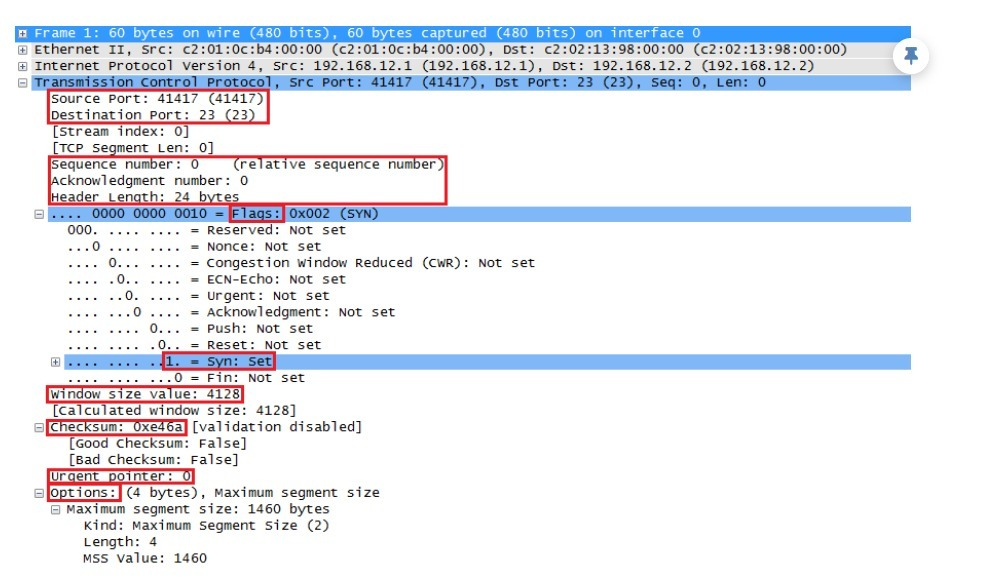 Frame 1: 60 bytes on wire (480 bits), 60 bytes captured (480 bits) on interface 0
Ethernet II, Src: c2:01:0c:b4:00:00 (c2:01:0c:b4:00:00), Dst: c2:02:13:98:00:00 (c2:02:13:98:00:00)
Internet Protocol Version 4, Src: 192.168.12.1 (192.168.12.1), Dst: 192.168.12.2 (192.168.12.2)
Transmission Control Protocol, Src Port: 41417 (41417), Dst Port: 23 (23), Seq: 0, Len: 0
Source Port: 41417 (41417)
Destination Port: 23 (23)
[Stream index: 0]
[TCP Segment Len: 0]
Sequence number: 0    (relative sequence number)
Acknowledgment number: 0
Header Length: 24 bytes
.... 0000 0000 0010 = Flags: 0x002 (SYN)
000. .... .... = Reserved: Not set
...0 .... .... = Nonce: Not set
.... 0... .... = Congestion Window Reduced (CWR): Not set
.... .0.. .... = ECN-Echo: Not set
.... ..0. .... = Urgent: Not set
.... ...0 .... = Acknowledgment: Not set
.... .... 0... = Push: Not set
.... .... .0.. = Reset: Not set
.... .... ..1. = Syn: Set
.... .... ...0 = Fin: Not set
Window size value: 4128
[Calculated window size: 4128]
Checksum: 0xe46a [validation disabled]
[Good Checksum: False]
[Bad Checksum: False]
Urgent pointer: 0
Options: (4 bytes), Maximum segment size
Maximum segment size: 1460 bytes
Kind: Maximum Segment Size (2)
Length: 4
MSS Value: 1460